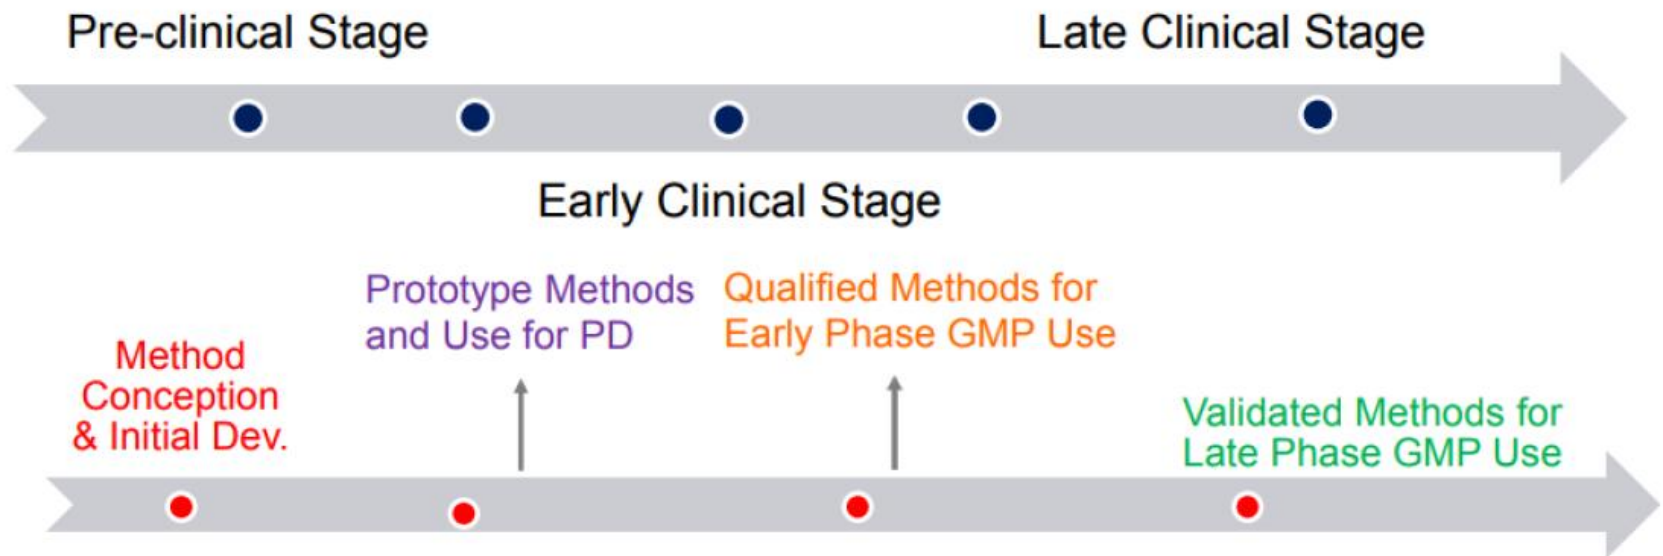 Pre-clinical Stage
Late Clinical Stage
Early Clinical Stage
Prototype Methods
and Use for PD
Qualified Methods for
Early Phase GMP Use
Method
Conception
& Initial Dev.
Validated Methods for
Late Phase GMP Use